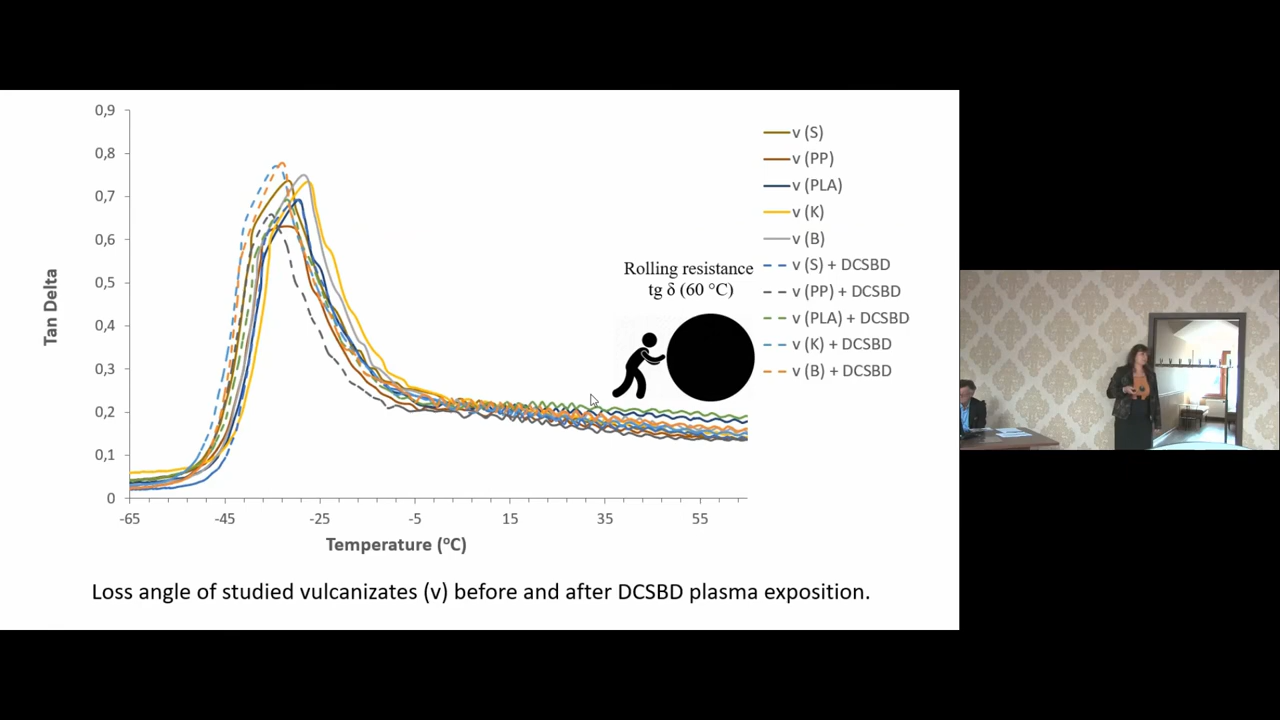 0,9
0,8
0,7
0,6
0,5
0,4
0,3
0,2
0,1
0
Tan Delta
-65
-45
-25
-5
15
35
55
Temperature (°C)
Rolling resistance
tg δ (60 °C)
v (S)
v (PP)
v (PLA)
v (K)
v (B)
v (S) + DCSBD
v (PP) + DCSBD
v (PLA) + DCSBD
v (K) + DCSBD
v (B) + DCSBD
Loss angle of studied vulcanizates (v) before and after DCSBD plasma exposition.